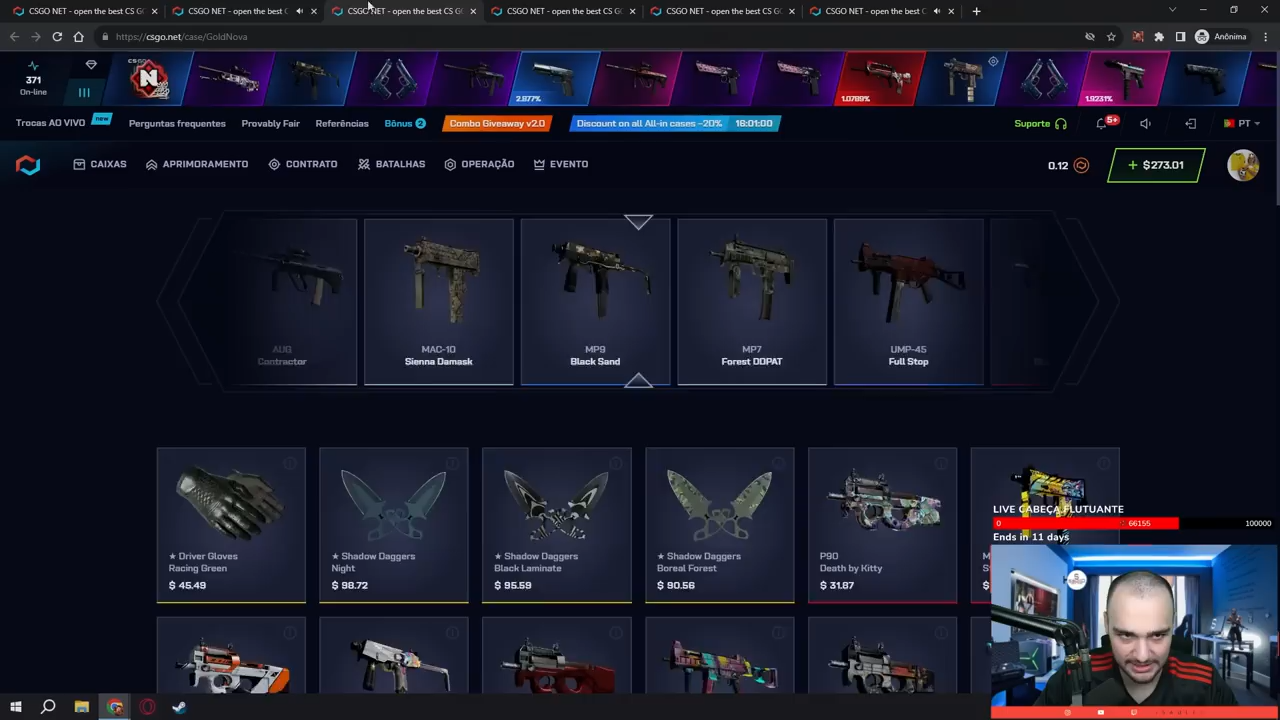 CSGO NET - open the best CS GO
CSGO NET - open the best C
CSGO NET - open the best CS G
CSGO NET - open the best CS GO
CSGO NET - open the best CS GO
CSGO NET - open the best C
https://csgo.net/case/GoldNova
Anônima
371
On-line
CS:GO
N
2.877%
1.0789%
1.9231%
Trocas AO VIVO NEW
Perguntas frequentes
Provably Fair
Referências
Bônus 2
Combo Giveaway v2.0
Discount on all All-in cases -20% 16:01:00
Suporte
5+
PT
CAIXAS
APRIMORAMENTO
CONTRATO
BATALHAS
OPERAÇÃO
EVENTO
0.12
+ $273.01
AUG
Contractor
MAC-10
Sienna Damask
MP9
Black Sand
MP7
Forest DDPAT
UMP-45
Full Stop
★ Driver Gloves
Racing Green
$ 45.49
★ Shadow Daggers
Night
$ 98.72
★ Shadow Daggers
Black Laminate
$ 95.59
★ Shadow Daggers
Boreal Forest
$ 90.56
P90
Death by Kitty
$ 31.87
LIVE CABEÇA FLUTUANTE
0 66155 100000
Ends in 11 days